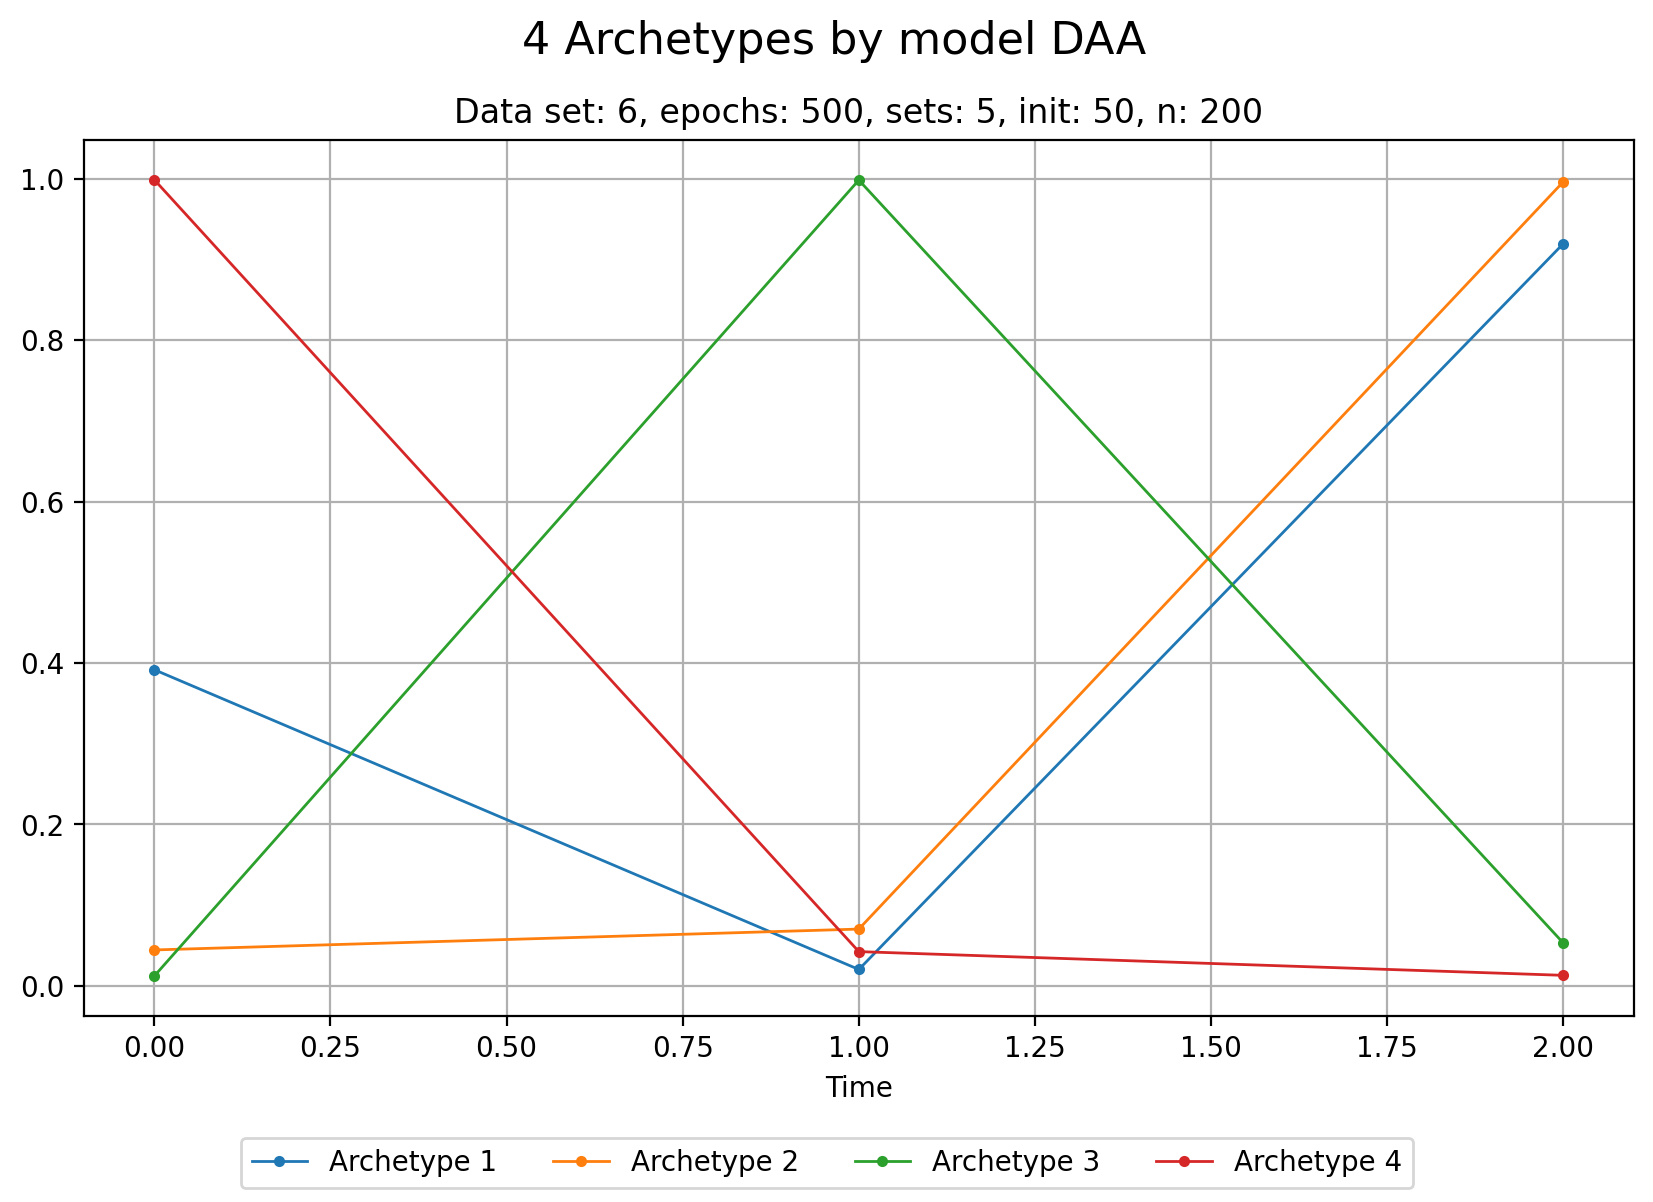 4 Archetypes by model DAA
Data set: 6, epochs: 500, sets: 5, init: 50, n: 200
1.0
0.8
0.6
0.4
0.2
0.0
0.00 0.25 0.50 0.75 1.00 1.25 1.50 1.75 2.00
Time
Archetype 1 Archetype 2 Archetype 3 Archetype 4